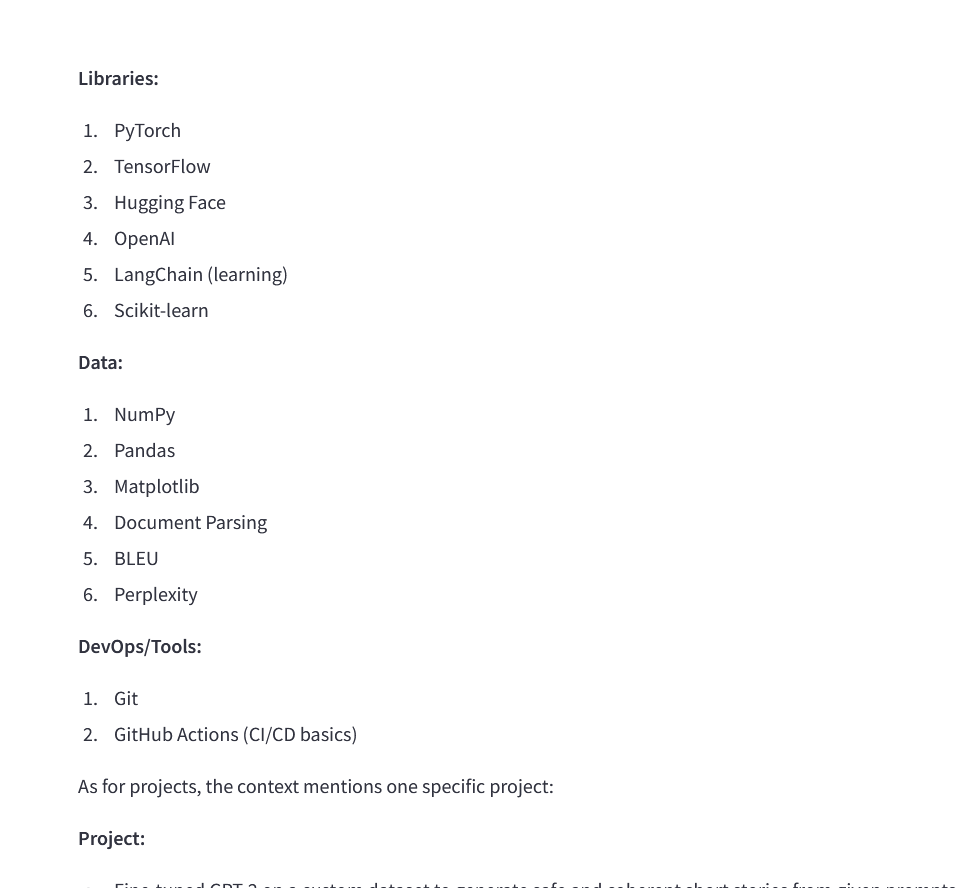 Libraries:
1. PyTorch
2. TensorFlow
3. Hugging Face
4. OpenAI
5. LangChain (learning)
6. Scikit-learn
Data:
1. NumPy
2. Pandas
3. Matplotlib
4. Document Parsing
5. BLEU
6. Perplexity
DevOps/Tools:
1. Git
2. GitHub Actions (CI/CD basics)
As for projects, the context mentions one specific project:
Project:
Fine-tuned GPT-2 on a custom dataset to generate safe and coherent short stories from given prompts